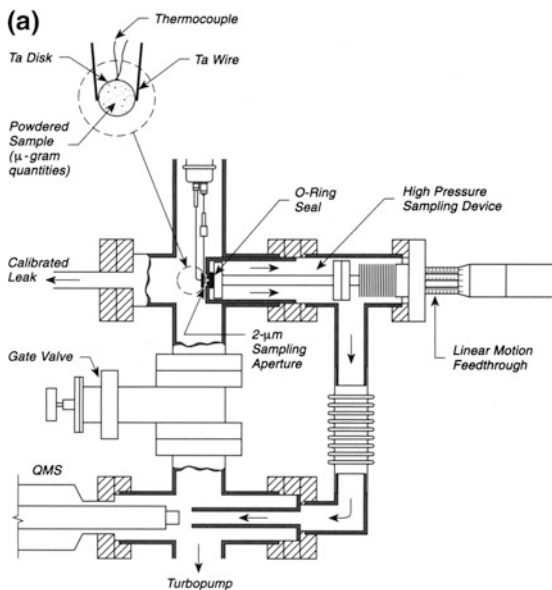 (a)
Thermocouple
Ta Disk
Ta Wire
Powdered
Sample
(μ-gram
quantities)
O-Ring
Seal
High Pressure
Sampling Device
Calibrated
Leak
2-μm
Sampling
Aperture
Gate Valve
Linear Motion
Feedthrough
QMS
Turbopump